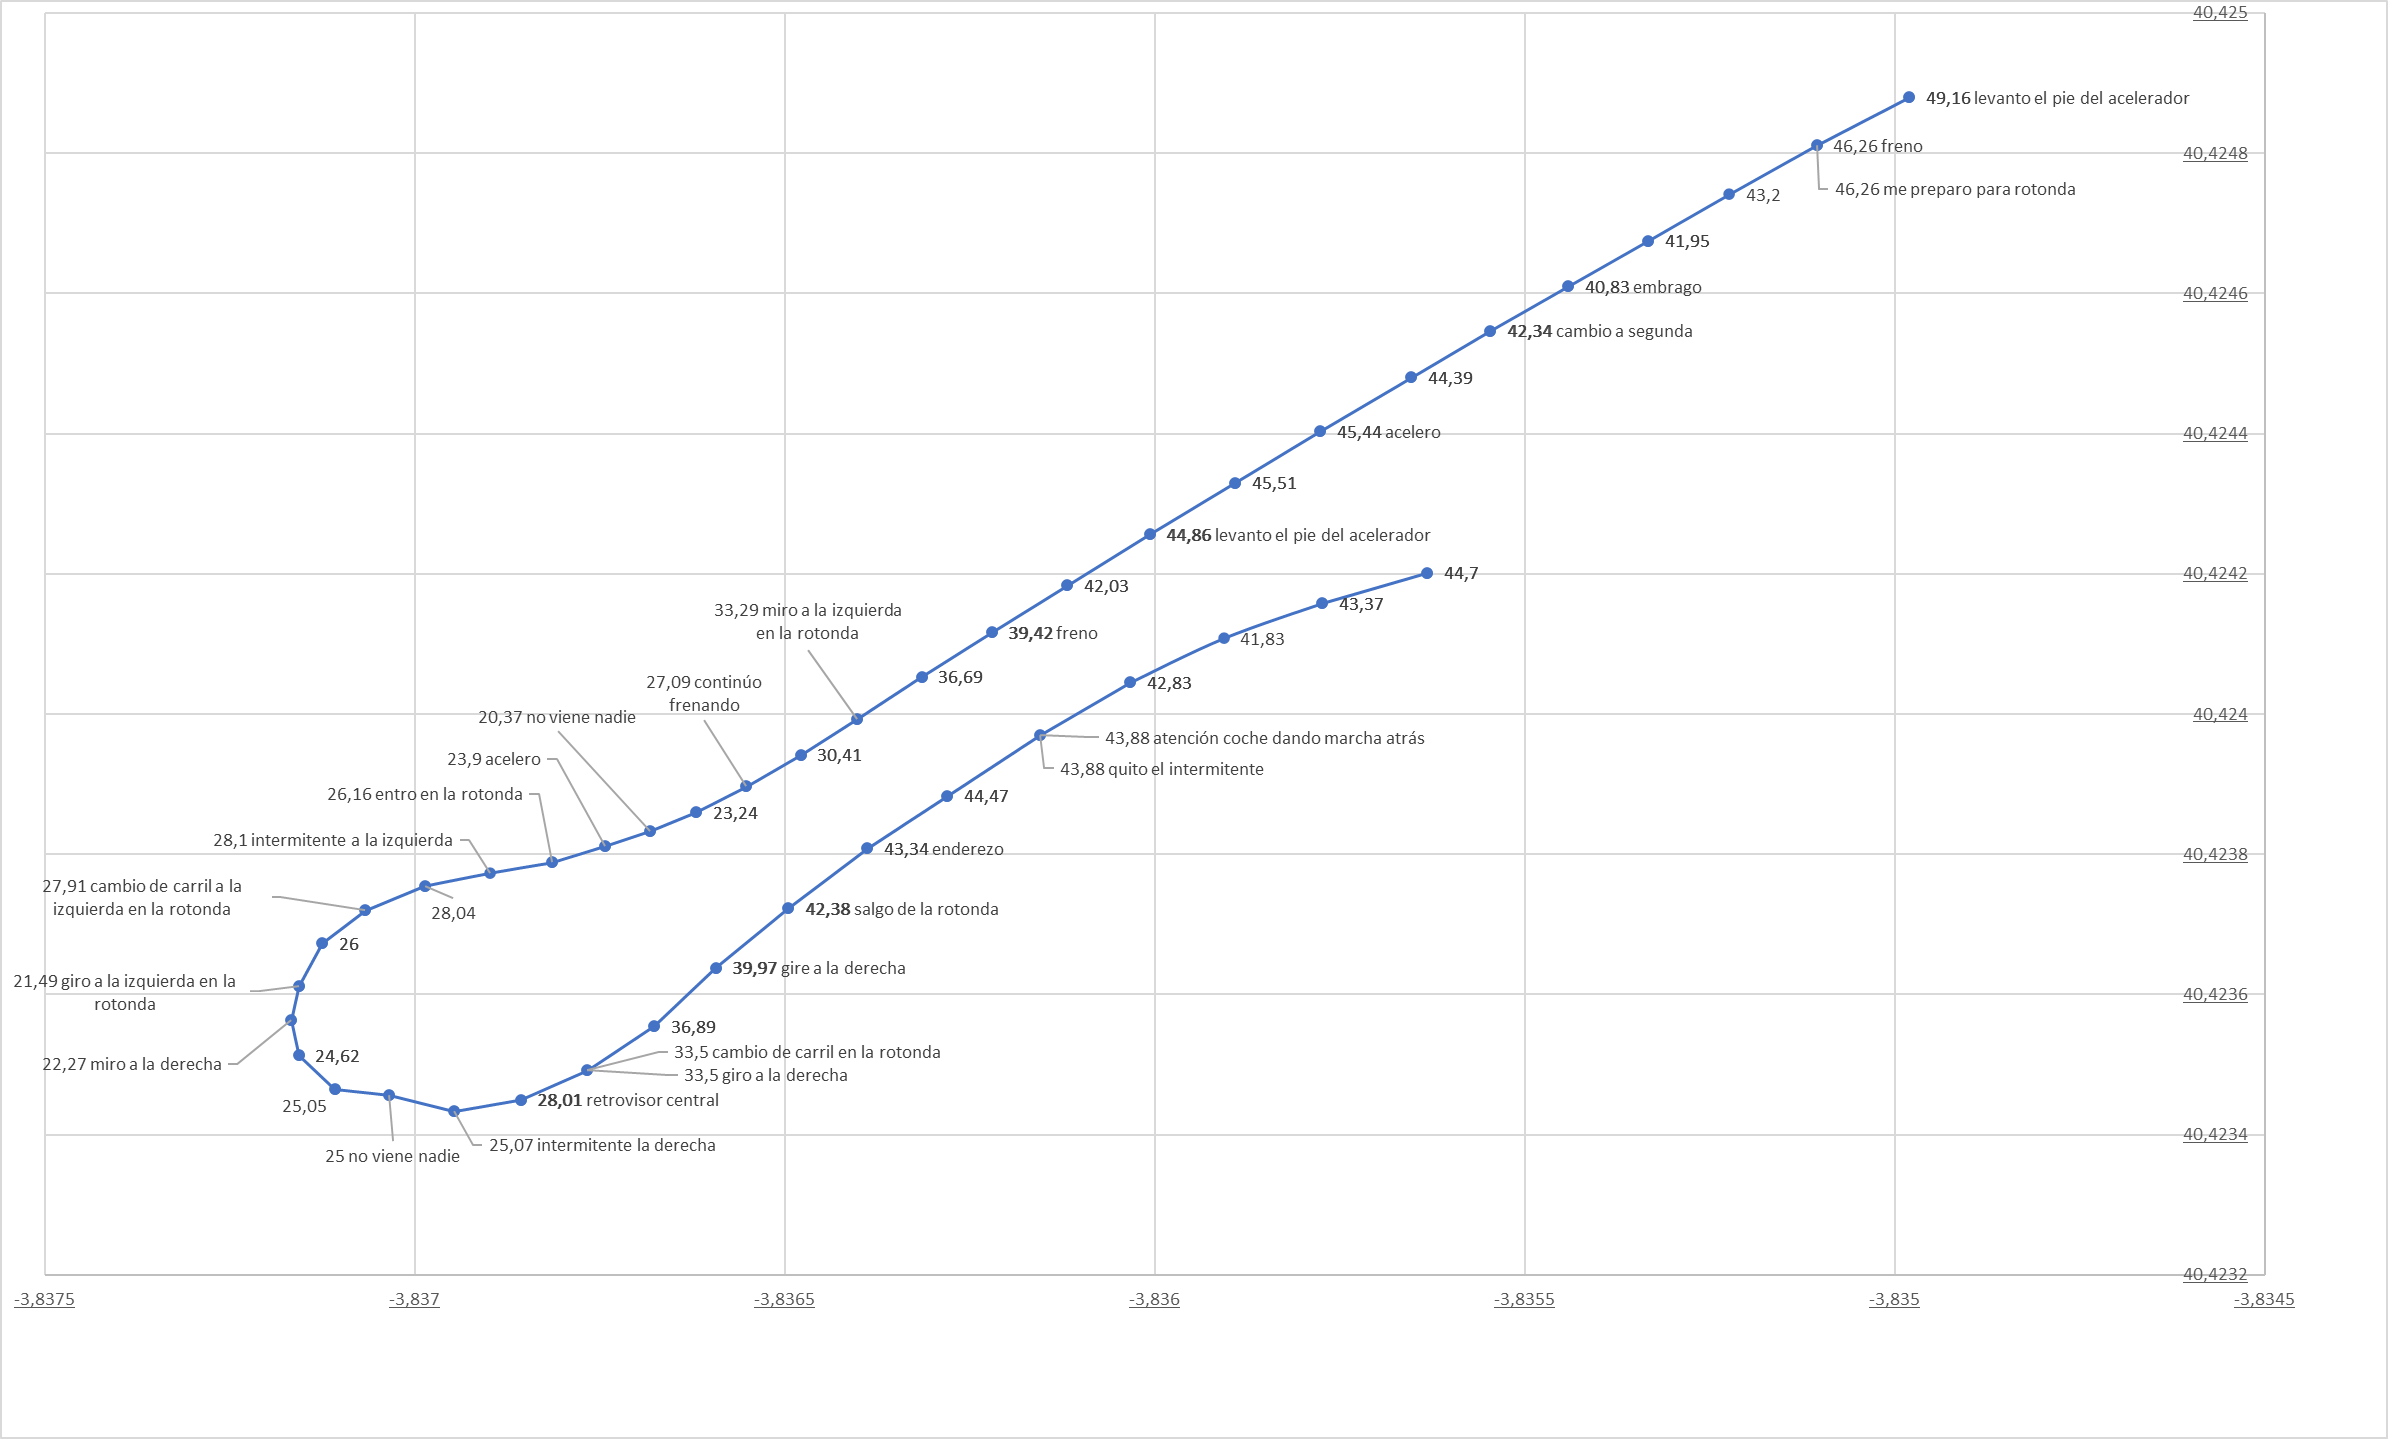 40,425
49,16 levanto el pie del acelerador
46,26 freno
40,4248
46,26 me preparo para rotonda
43,2
41,95
40,83 embrago
40,4246
42,34 cambio a segunda
44,39
45,44 acelero
40,4244
45,51
44,86 levanto el pie del acelerador
44,7
40,4242
42,03
43,37
33,29 miro a la izquierda
en la rotonda
39,42 freno
41,83
36,69
27,09 continúo
frenando
42,83
20,37 no viene nadie
40,424
43,88 atención coche dando marcha atrás
30,41
23,9 acelero
43,88 quito el intermitente
26,16 entro en la rotonda
44,47
23,24
28,1 intermitente a la izquierda
43,34 enderezo
40,4238
27,91 cambio de carril a la
izquierda en la rotonda
28,04
42,38 salgo de la rotonda
26
39,97 gire a la derecha
21,49 giro a la izquierda en la
rotonda
40,4236
36,89
33,5 cambio de carril en la rotonda
24,62
22,27 miro a la derecha
33,5 giro a la derecha
28,01 retrovisor central
25,05
40,4234
25,07 intermitente la derecha
25 no viene nadie
40,4232
-3,8375
-3,837
-3,8365
-3,836
-3,8355
-3,835
-3,8345